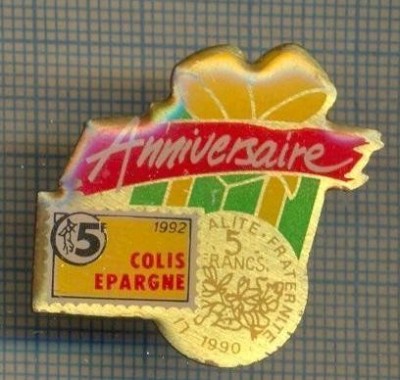 Anniversaire
5F 1992
COLIS
EPARGNE
ALITE·FRATERNITE
5
FRANCS
1990